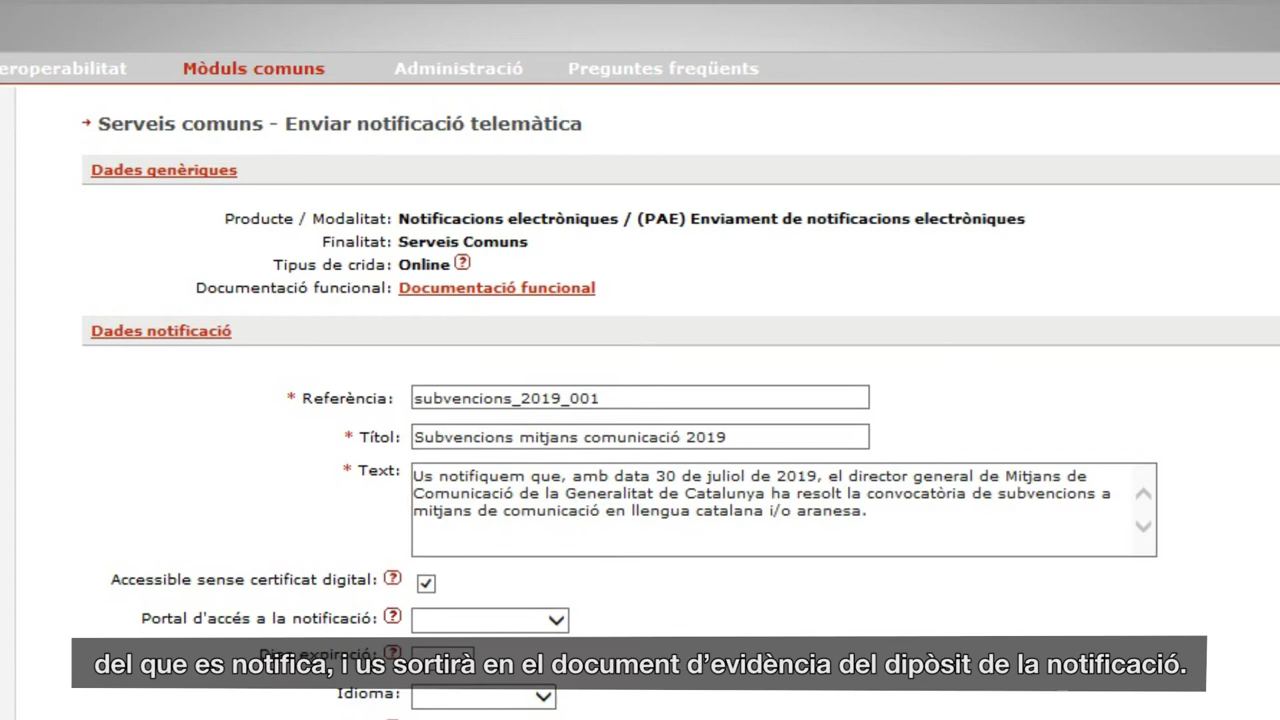 eroperabilitat Mòduls comuns Administració Preguntes freqüents
Serveis comuns - Enviar notificació telemàtica
Dades genèriques
Producte / Modalitat: Notificacions electròniques / (PAE) Enviament de notificacions electròniques
Finalitat: Serveis Comuns
Tipus de crida: Online ?
Documentació funcional: Documentació funcional
Dades notificació
* Referència: subvencions_2019_001
* Títol: Subvencions mitjans comunicació 2019
* Text: Us notifiquem que, amb data 30 de juliol de 2019, el director general de Mitjans de
Comunicació de la Generalitat de Catalunya ha resolt la convocatòria de subvencions a
mitjans de comunicació en llengua catalana i/o aranesa.
Accessible sense certificat digital: ?
Portal d'accés a la notificació: ?
del que es notifica, i us sortirà en el document d’evidència del dipòsit de la notificació.
Idioma: